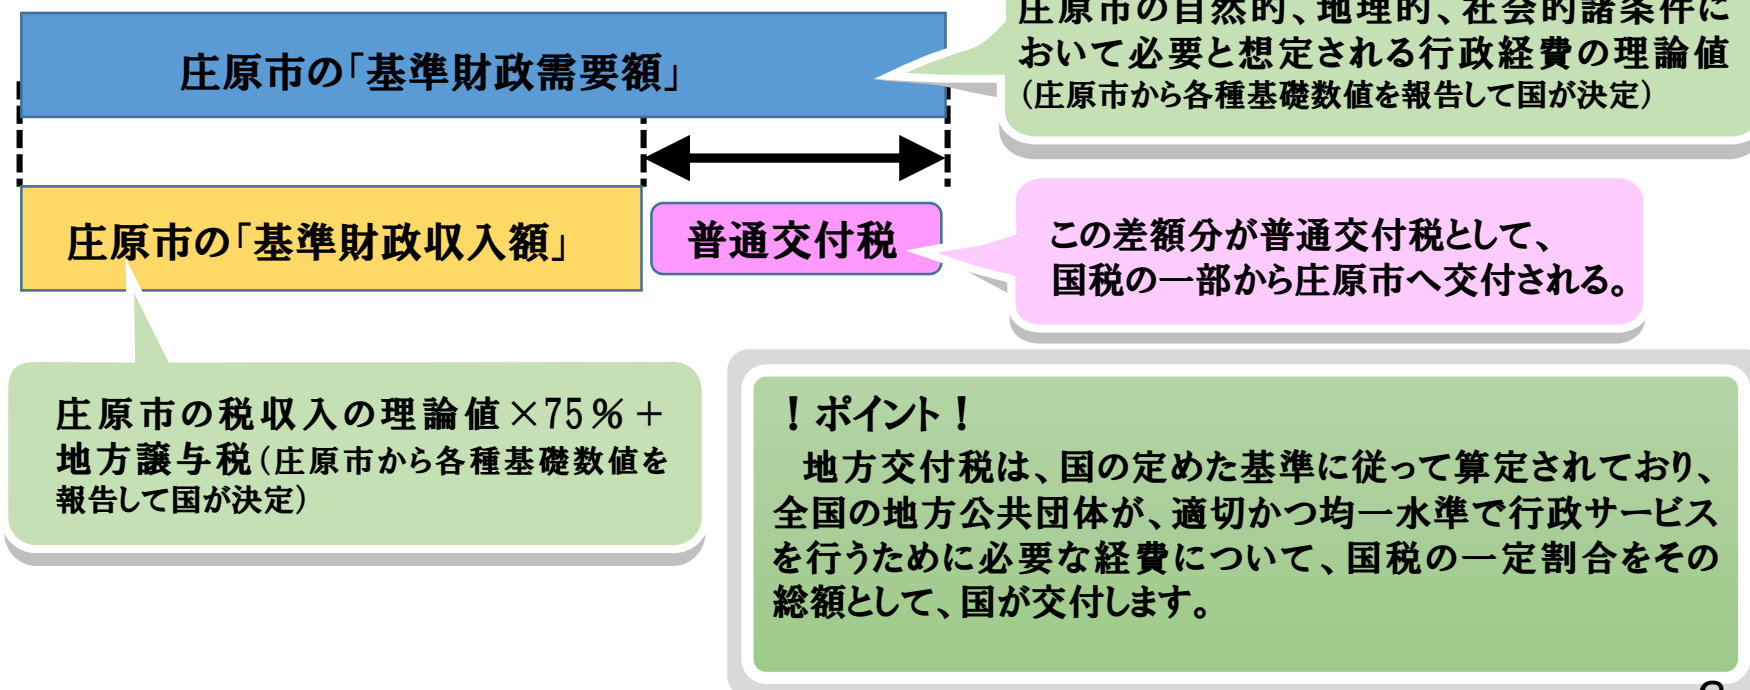 庄原市の自然的、地理的、社会的諸条件に
おいて必要と想定される行政経費の理論値
(庄原市から各種基礎数値を報告して国が決定)
庄原市の「基準財政需要額」
庄原市の「基準財政収入額」
普通交付税
この差額分が普通交付税として、
国税の一部から庄原市へ交付される。
庄原市の税収入の理論値×75％＋
地方譲与税(庄原市から各種基礎数値を
報告して国が決定)
！ポイント！
地方交付税は、国の定めた基準に従って算定されており、
全国の地方公共団体が、適切かつ均一水準で行政サービス
を行うために必要な経費について、国税の一定割合をその
総額として、国が交付します。